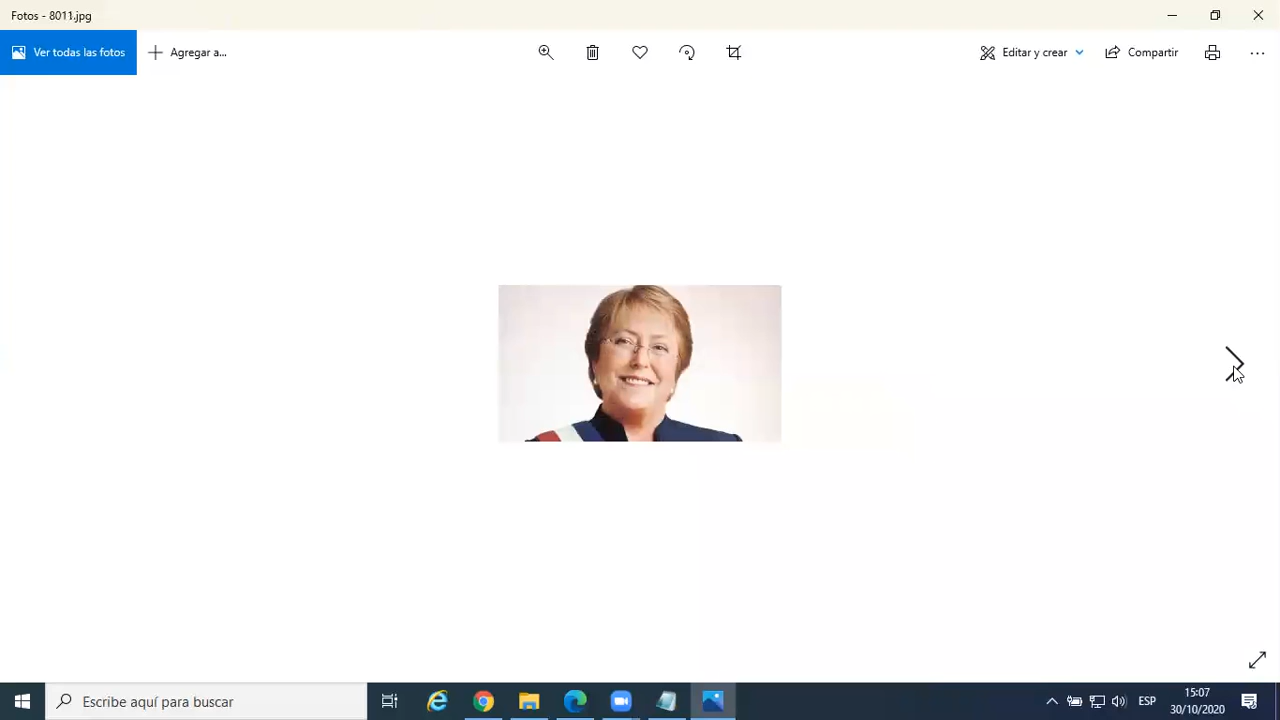 Fotos - 8011.jpg
Ver todas las fotos
Agregar a...
Editar y crear
Compartir
Escribe aquí para buscar
ESP
15:07
30/10/2020